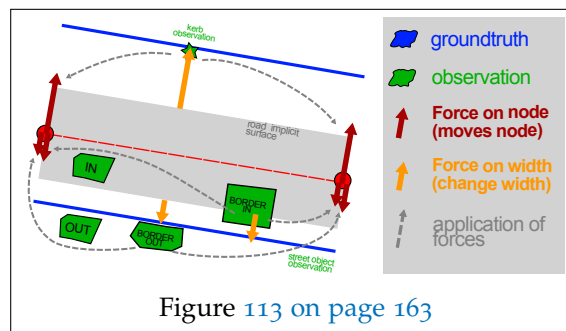 kerb
observation
road implicit
surface
IN
BORDER
IN
OUT
BORDER
OUT
street object
observation
groundtruth
observation
Force on node
(moves node)
Force on width
(change width)
application of
forces
Figure 113 on page 163